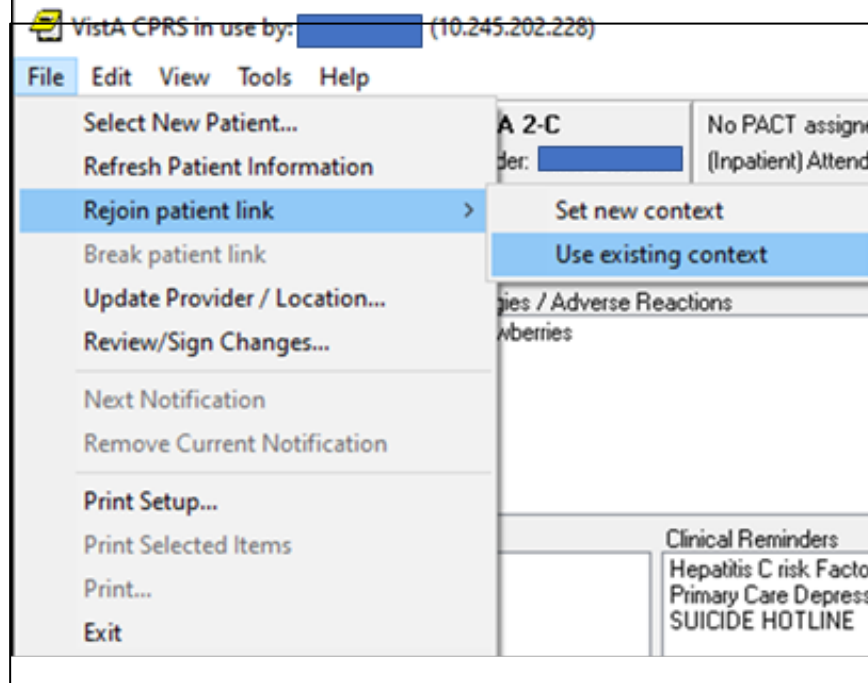 VistA CPRS in use by: (10.245.202.228)
File Edit View Tools Help
Select New Patient...
Refresh Patient Information
Rejoin patient link >
Set new context
Use existing context
Break patient link
Update Provider / Location...
Review/Sign Changes...
Next Notification
Remove Current Notification
Print Setup...
Print Selected Items
Print...
Exit
A 2-C
der:
No PACT assigne
(Inpatient) Attend
gies / Adverse Reactions
wberries
Clinical Reminders
Hepatitis C risk Facto
Primary Care Depress
SUICIDE HOTLINE